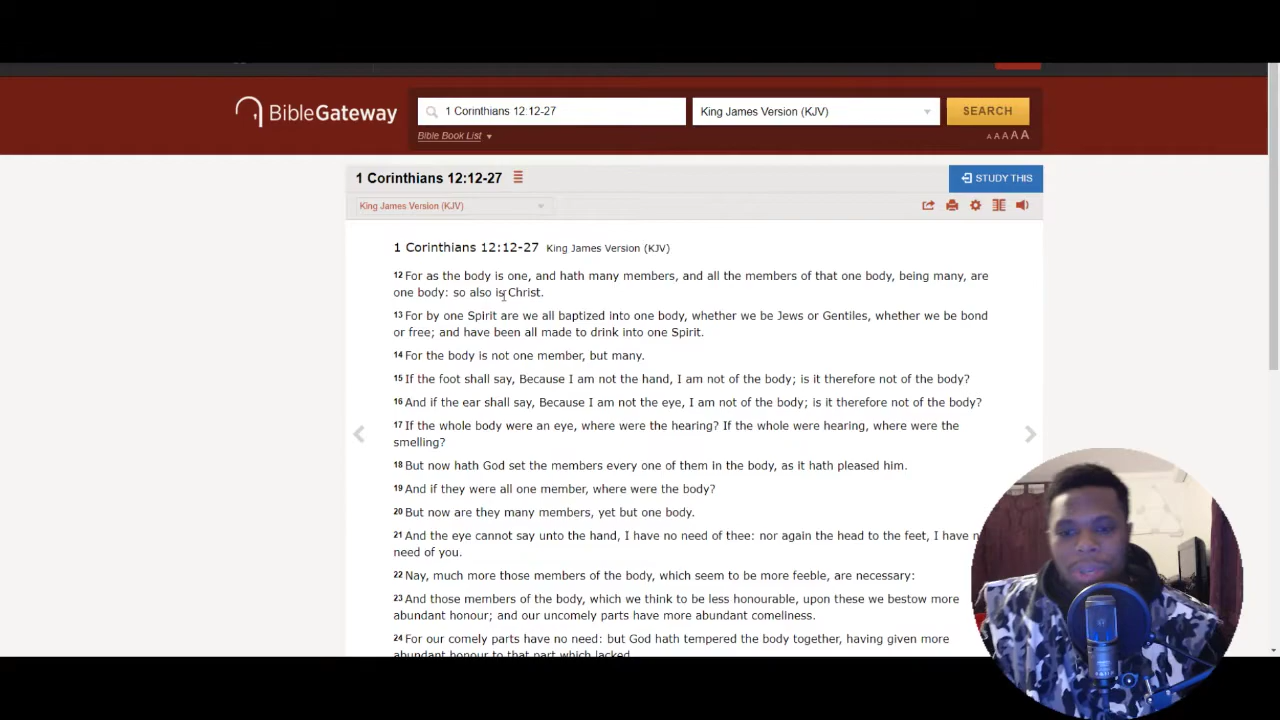 BibleGateway
1 Corinthians 12:12-27
King James Version (KJV)
SEARCH
Bible Book List
A A A A A
1 Corinthians 12:12-27
STUDY THIS
King James Version (KJV)
1 Corinthians 12:12-27 King James Version (KJV)
12 For as the body is one, and hath many members, and all the members of that one body, being many, are
one body: so also is Christ.
13 For by one Spirit are we all baptized into one body, whether we be Jews or Gentiles, whether we be bond
or free; and have been all made to drink into one Spirit.
14 For the body is not one member, but many.
15 If the foot shall say, Because I am not the hand, I am not of the body; is it therefore not of the body?
16 And if the ear shall say, Because I am not the eye, I am not of the body; is it therefore not of the body?
17 If the whole body were an eye, where were the hearing? If the whole were hearing, where were the
smelling?
18 But now hath God set the members every one of them in the body, as it hath pleased him.
19 And if they were all one member, where were the body?
20 But now are they many members, yet but one body.
21 And the eye cannot say unto the hand, I have no need of thee: nor again the head to the feet, I have
need of you.
22 Nay, much more those members of the body, which seem to be more feeble, are necessary:
23 And those members of the body, which we think to be less honourable, upon these we bestow more
abundant honour; and our uncomely parts have more abundant comeliness.
24 For our comely parts have no need: but God hath tempered the body together, having given more
abundant honour to that part which lacked